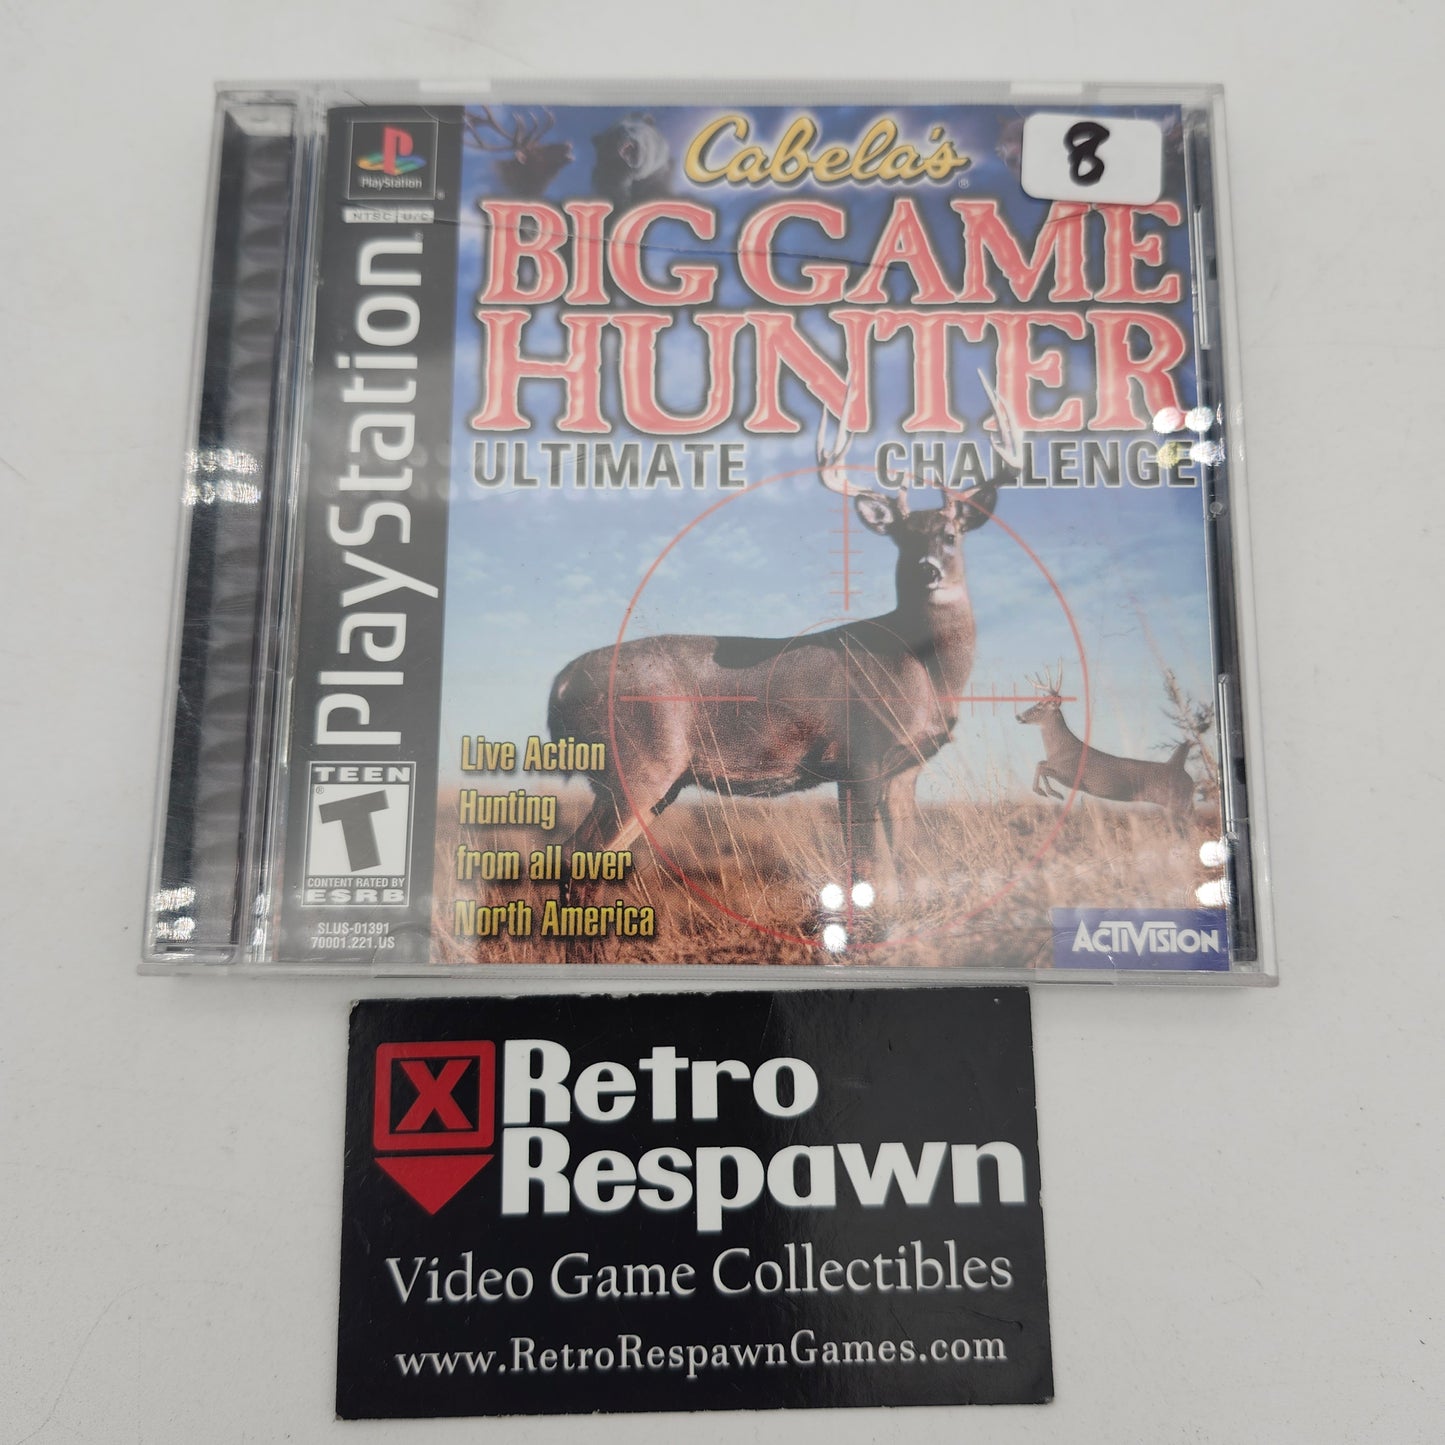 PlayStation
NTSC U/C
PlayStation
TEEN
T
CONTENT RATED BY
ESRB
SLUS-01391
70001.221.US
Cabela's®
8
BIG GAME
HUNTER
ULTIMATE CHALLENGE
Live Action
Hunting
from all over
North America
ACTIVISION
X
Retro
Respawn
Video Game Collectibles
www.RetroRespawnGames.com